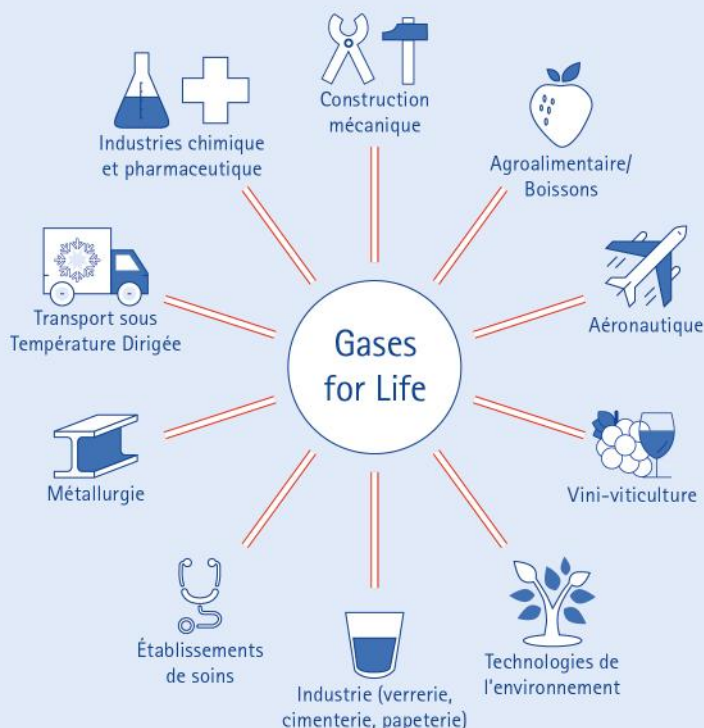 Construction
mécanique
Industries chimique
et pharmaceutique
Agroalimentaire/
Boissons
Transport sous
Température Dirigée
Gases
for Life
Aéronautique
Métallurgie
Vini-viticulture
Établissements
de soins
Industrie (verrerie,
cimenterie, papeterie)
Technologies de
l'environnement